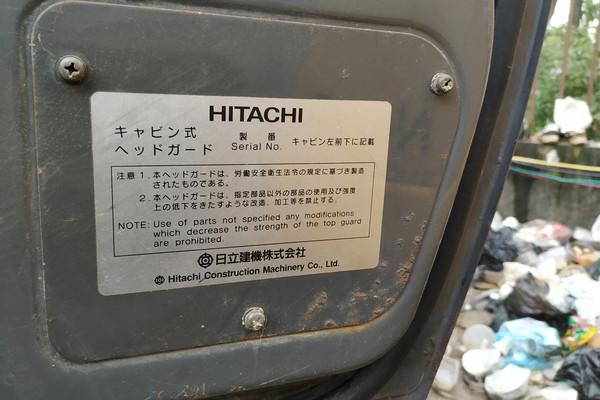 HITACHI
キャビン式
ヘッドガード
製番
Serial No.
キャビン左前下に記載
注意 1. 本ヘッドガードは、労働安全衛生法令の規定に基づき製造
されたものである。
2. 本ヘッドガードは、指定部品以外の部品の使用及び強度
上の低下をきたすような改造、加工等を禁止する。
NOTE: Use of parts not specified any modifications
which decrease the strength of the top guard
are prohibited.
日立建機株式会社
Hitachi Construction Machinery Co., Ltd.